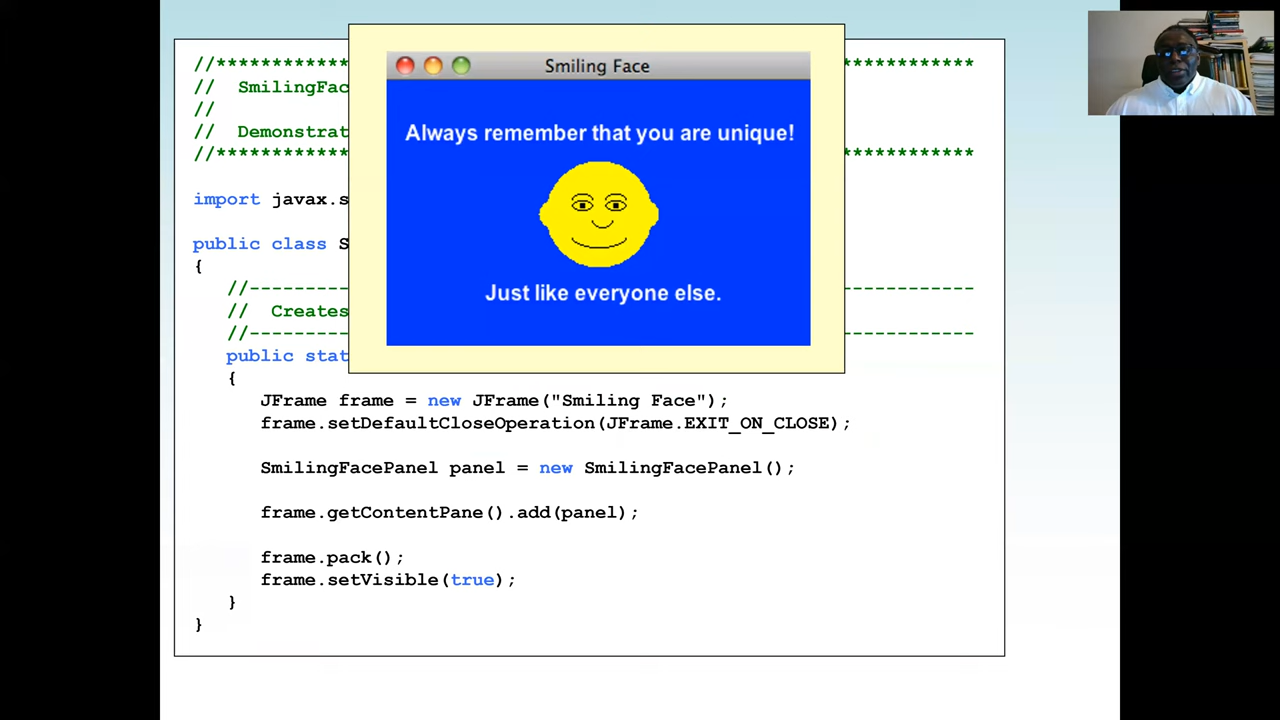 //************
// SmilingFac
//
// Demonstrat
//************
import javax.s
public class S
{
//-----------
// Creates
//-----------
public stat
{
JFrame frame = new JFrame("Smiling Face");
frame.setDefaultCloseOperation(JFrame.EXIT_ON_CLOSE);
SmilingFacePanel panel = new SmilingFacePanel();
frame.getContentPane().add(panel);
frame.pack();
frame.setVisible(true);
}
}
Smiling Face
Always remember that you are unique!
Just like everyone else.
************
************
------------
------------